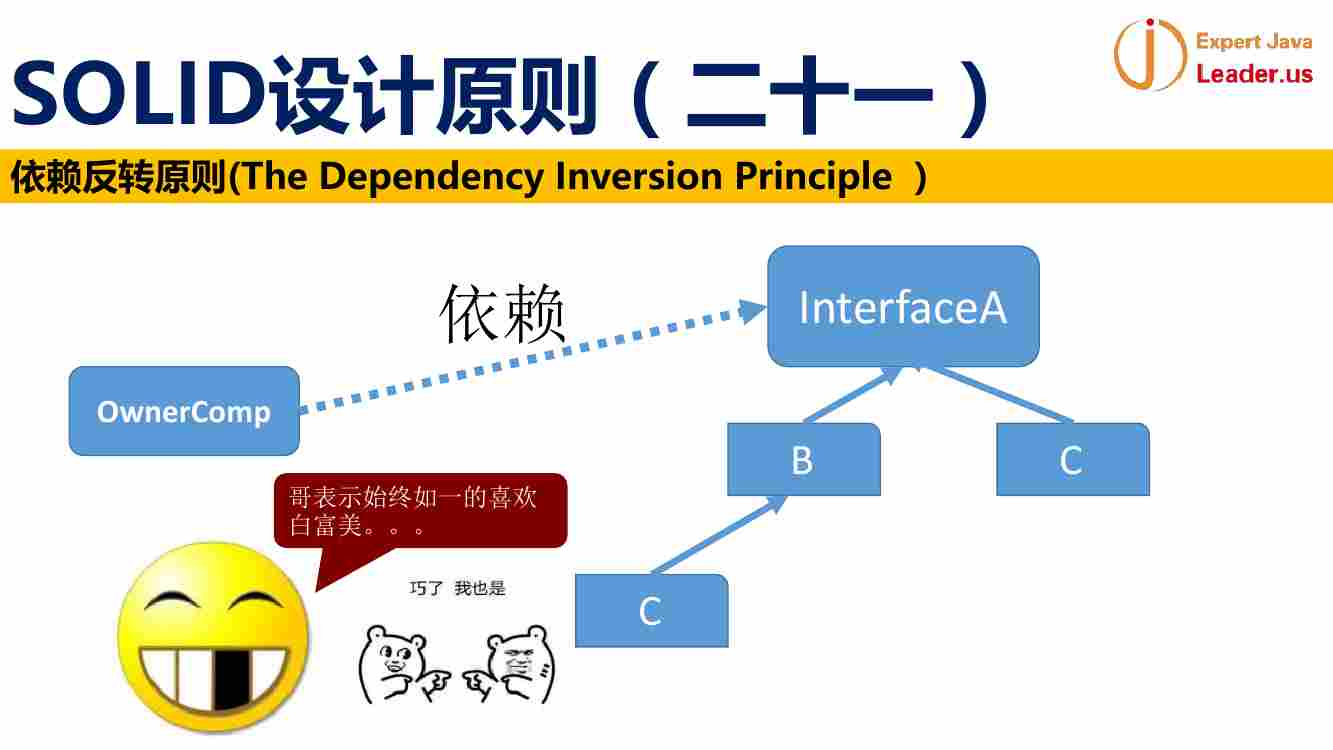 Expert Java
Leader.us
SOLID设计原则（二十一）
依赖反转原则(The Dependency Inversion Principle ）
依赖
InterfaceA
OwnerComp
B
C
哥表示始终如一的喜欢
白富美。。。
巧了 我也是
C